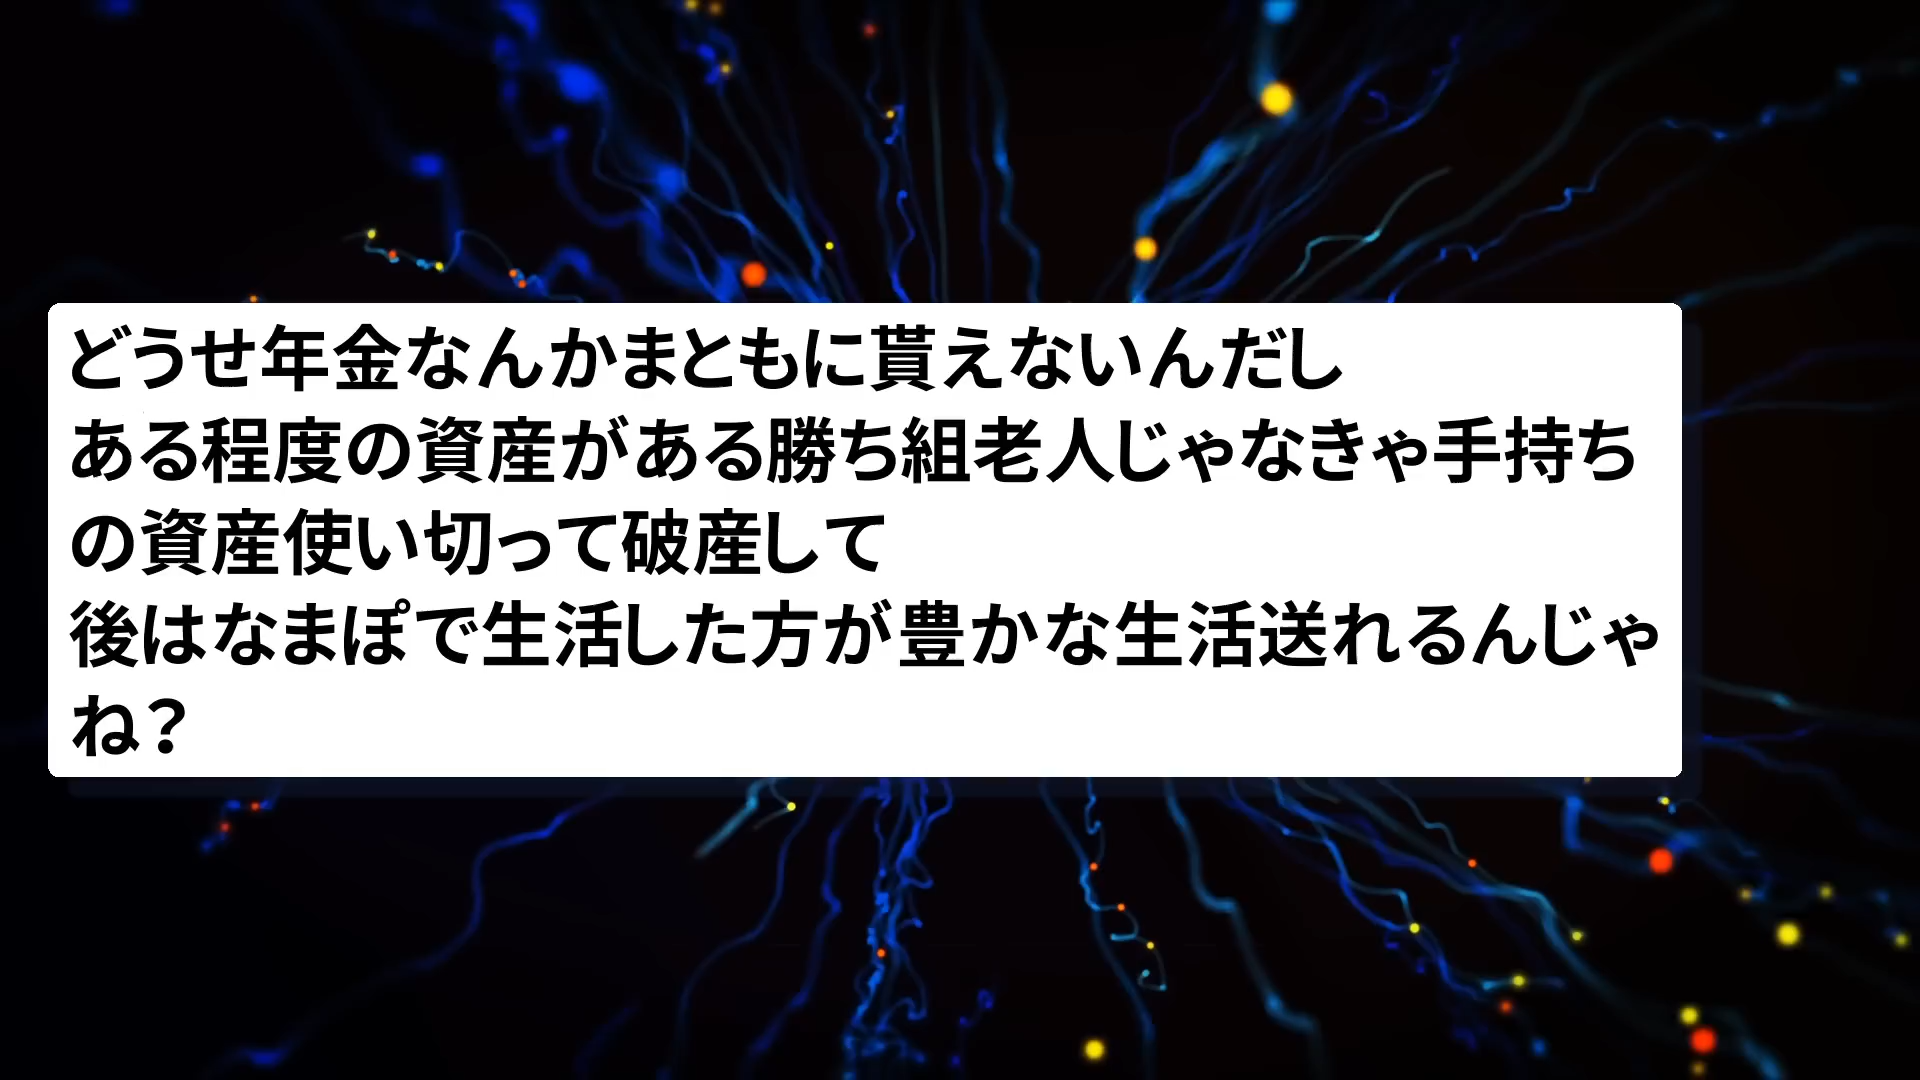 どうせ年金なんかまともに貰えないんだし
ある程度の資産がある勝ち組老人じゃなきゃ手持ち
の資産使い切って破産して
後はなまぽで生活した方が豊かな生活送れるんじゃ
ね？